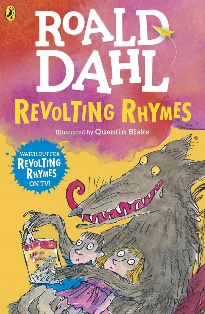 ROALD
DAHL
REVOLTING RHYMES
Illustrated by Quentin Blake
WATCH OUT FOR
REVOLTING
RHYMES
ON TV!